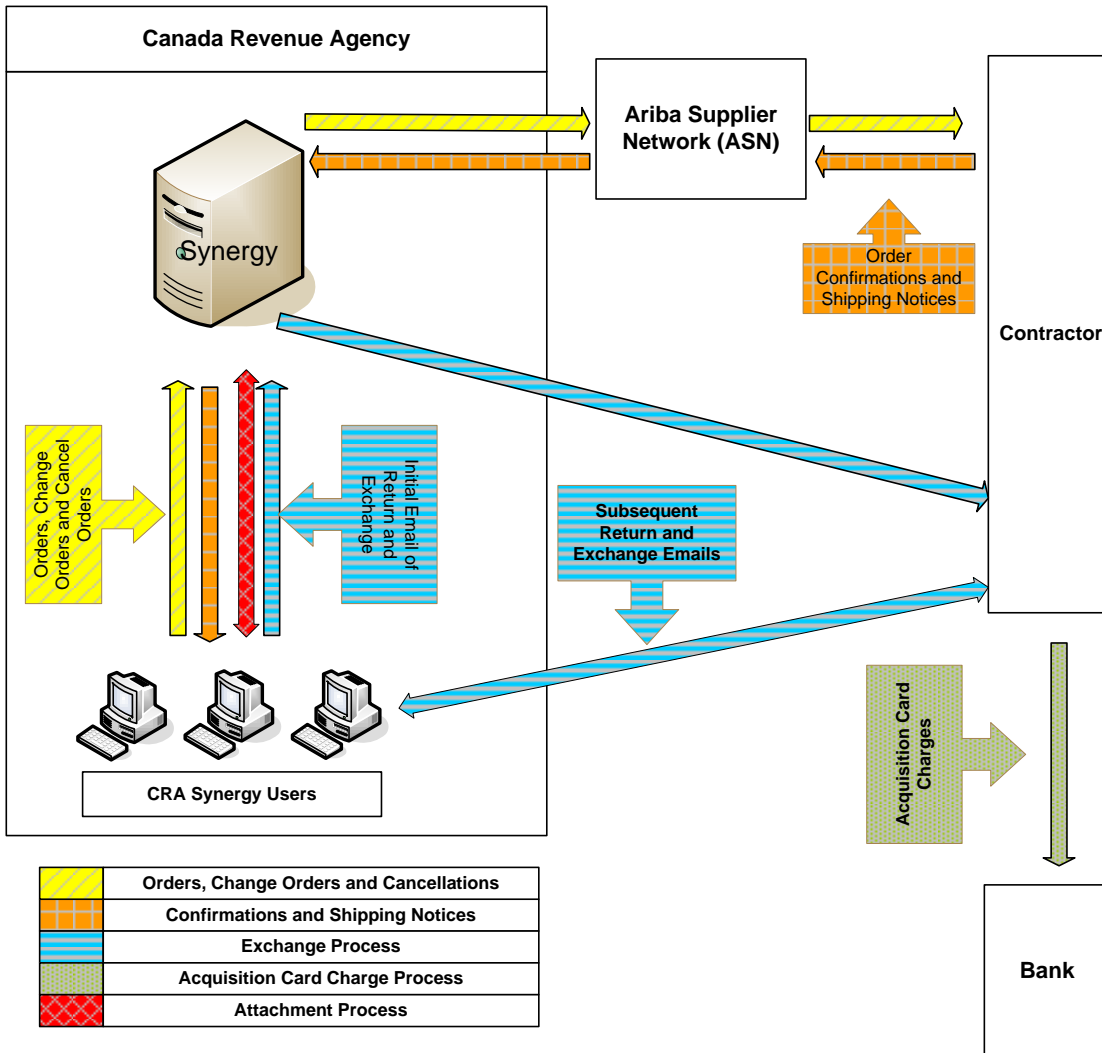 Canada Revenue Agency
Ariba Supplier
Network (ASN)
Synergy
Order
Confirmations and
Shipping Notices
Contractor
Orders, Change
Orders and Cancel
Orders
Initial Email of
Return and
Exchange
Subsequent
Return and
Exchange Emails
Acquisition Card
Charges
CRA Synergy Users
Orders, Change Orders and Cancellations
Confirmations and Shipping Notices
Exchange Process
Acquisition Card Charge Process
Attachment Process
Bank